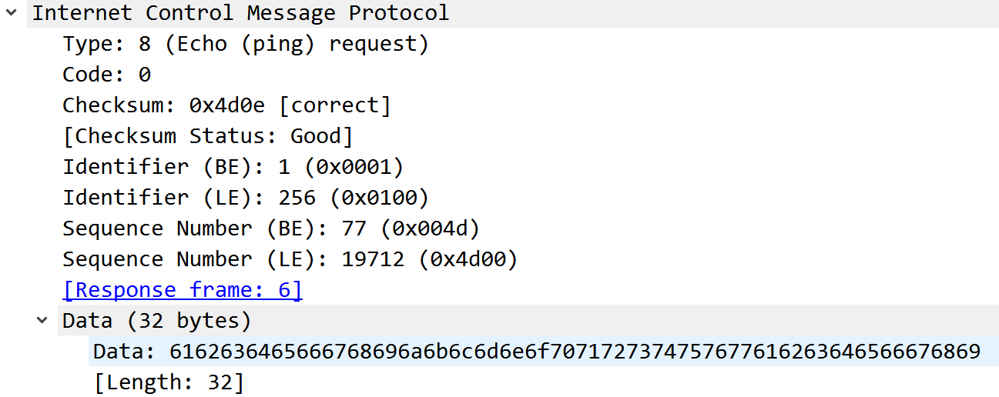 Internet Control Message Protocol
Type: 8 (Echo (ping) request)
Code: 0
Checksum: 0x4d0e [correct]
[Checksum Status: Good]
Identifier (BE): 1 (0x0001)
Identifier (LE): 256 (0x0100)
Sequence Number (BE): 77 (0x004d)
Sequence Number (LE): 19712 (0x4d00)
[Response frame: 6]
Data (32 bytes)
Data: 6162636465666768696a6b6c6d6e6f7071727374757677616263646566676869
[Length: 32]